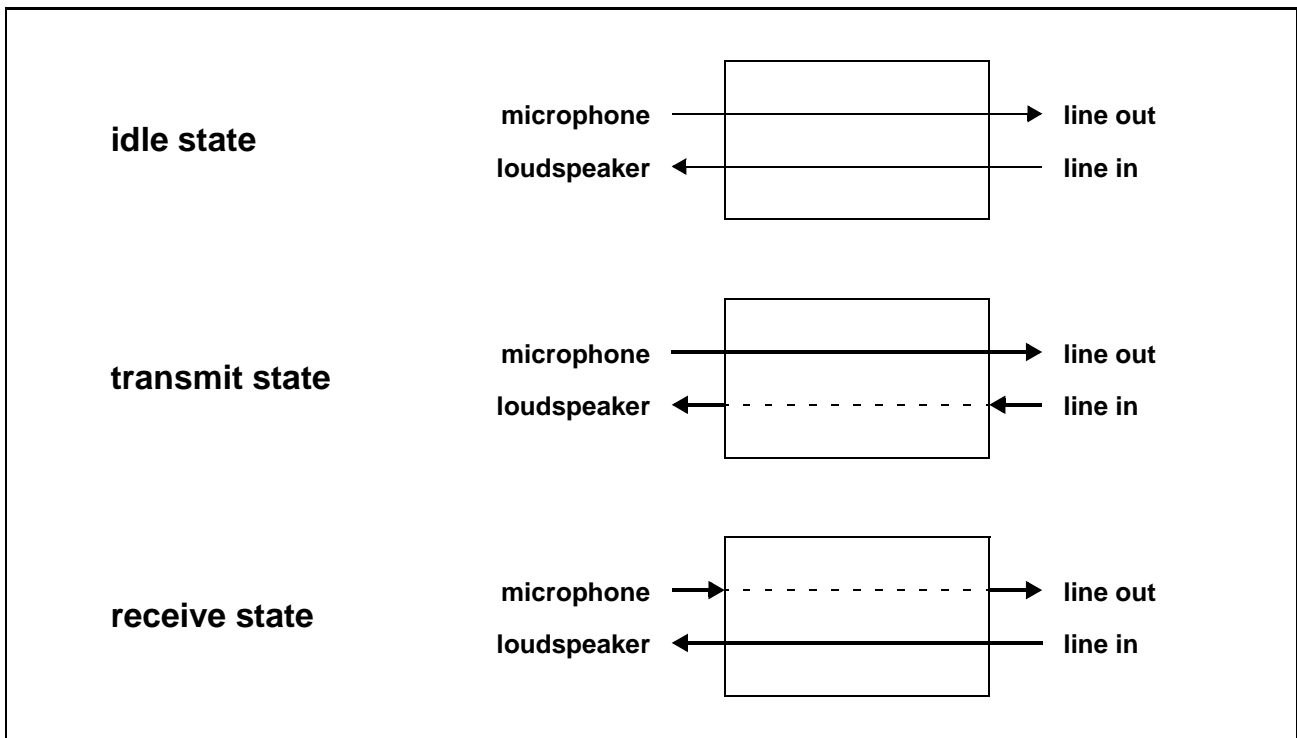 idle state
microphone
line out
loudspeaker
line in
transmit state
microphone
line out
loudspeaker
line in
receive state
microphone
line out
loudspeaker
line in